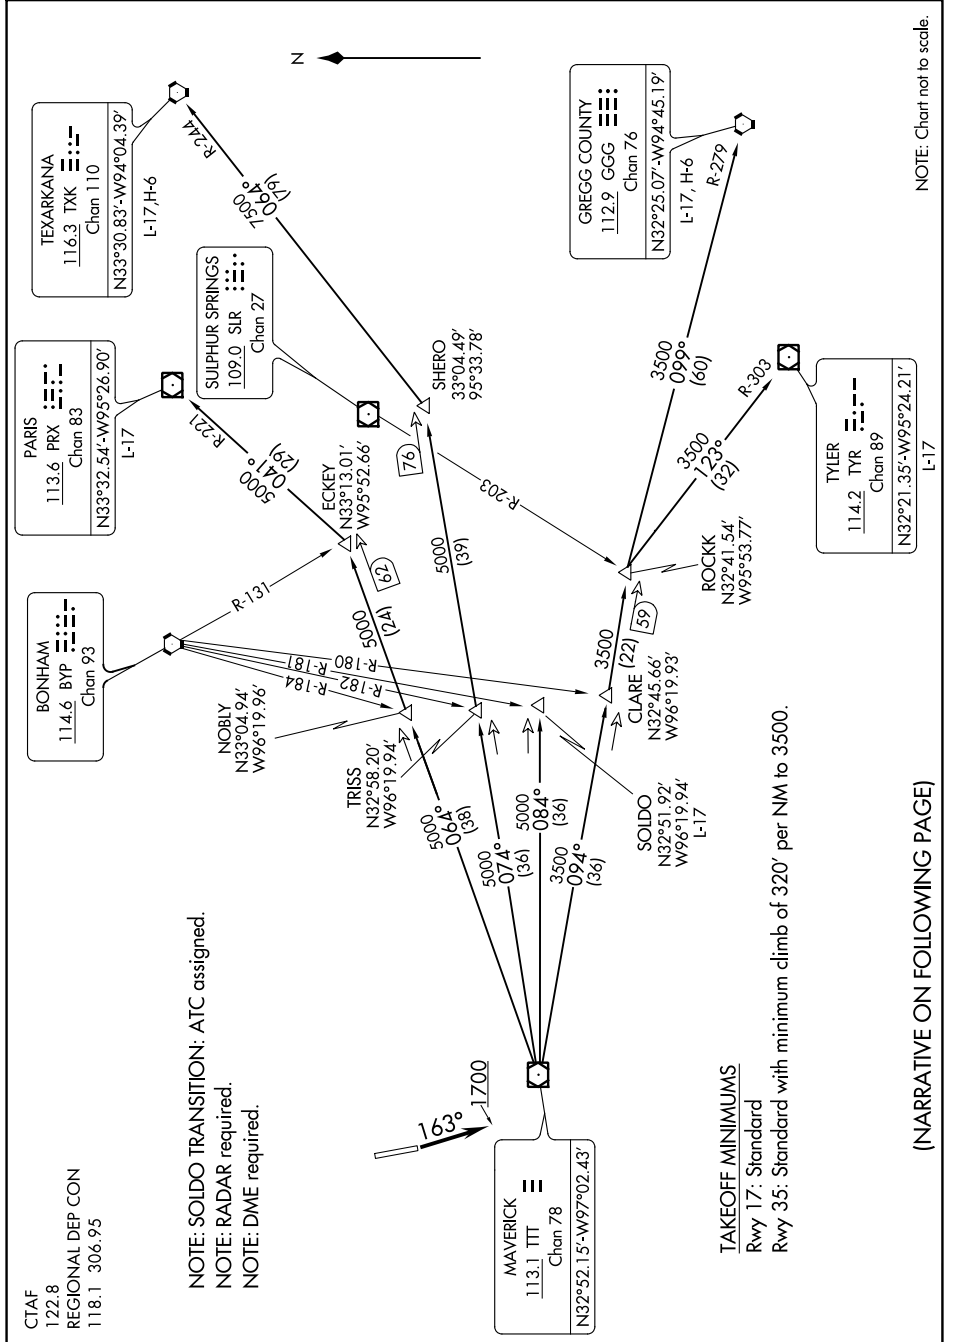 CTAF
122.8
REGIONAL DEP CON
118.1 306.95
NOTE: SOLDO TRANSITION: ATC assigned.
NOTE: RADAR required.
NOTE: DME required.
BONHAM
114.6 BYP
Chan 93
PARIS
113.6 PRX
Chan 83
N33°32.54'-W95°26.90'
L-17
TEXARKANA
116.3 TXK
Chan 110
N33°30.83'-W94°04.39'
L-17,H-6
SULPHUR SPRINGS
109.0 SLR
Chan 27
N
R-244
7500
064°
(79)
R-221
5000
041°
(29)
R-131
R-184
R-181
R-182
R-180
R-203
ECKEY
N33°13.01'
W95°52.66'
62
5000
(24)
NOBLY
N33°04.94'
W96°19.96'
SHERO
33°04.49'
95°33.78'
76
5000
(39)
TRISS
N32°58.20'
W96°19.94'
5000
064°
(38)
5000
074°
(36)
5000
084°
(36)
3500
094°
(36)
SOLDO
N32°51.92'
W96°19.94'
L-17
CLARE
N32°45.66'
W96°19.93'
3500
(22)
59
ROCKK
N32°41.54'
W95°53.77'
3500
099°
(60)
R-279
3500
123°
(32)
R-303
GREGG COUNTY
112.9 GGG
Chan 76
N32°25.07'-W94°45.19'
L-17, H-6
TYLER
114.2 TYR
Chan 89
N32°21.35'-W95°24.21'
L-17
163°
1700
MAVERICK
113.1 TTT
Chan 78
N32°52.15'-W97°02.43'
TAKEOFF MINIMUMS
Rwy 17: Standard
Rwy 35: Standard with minimum climb of 320' per NM to 3500.
(NARRATIVE ON FOLLOWING PAGE)
NOTE: Chart not to scale.